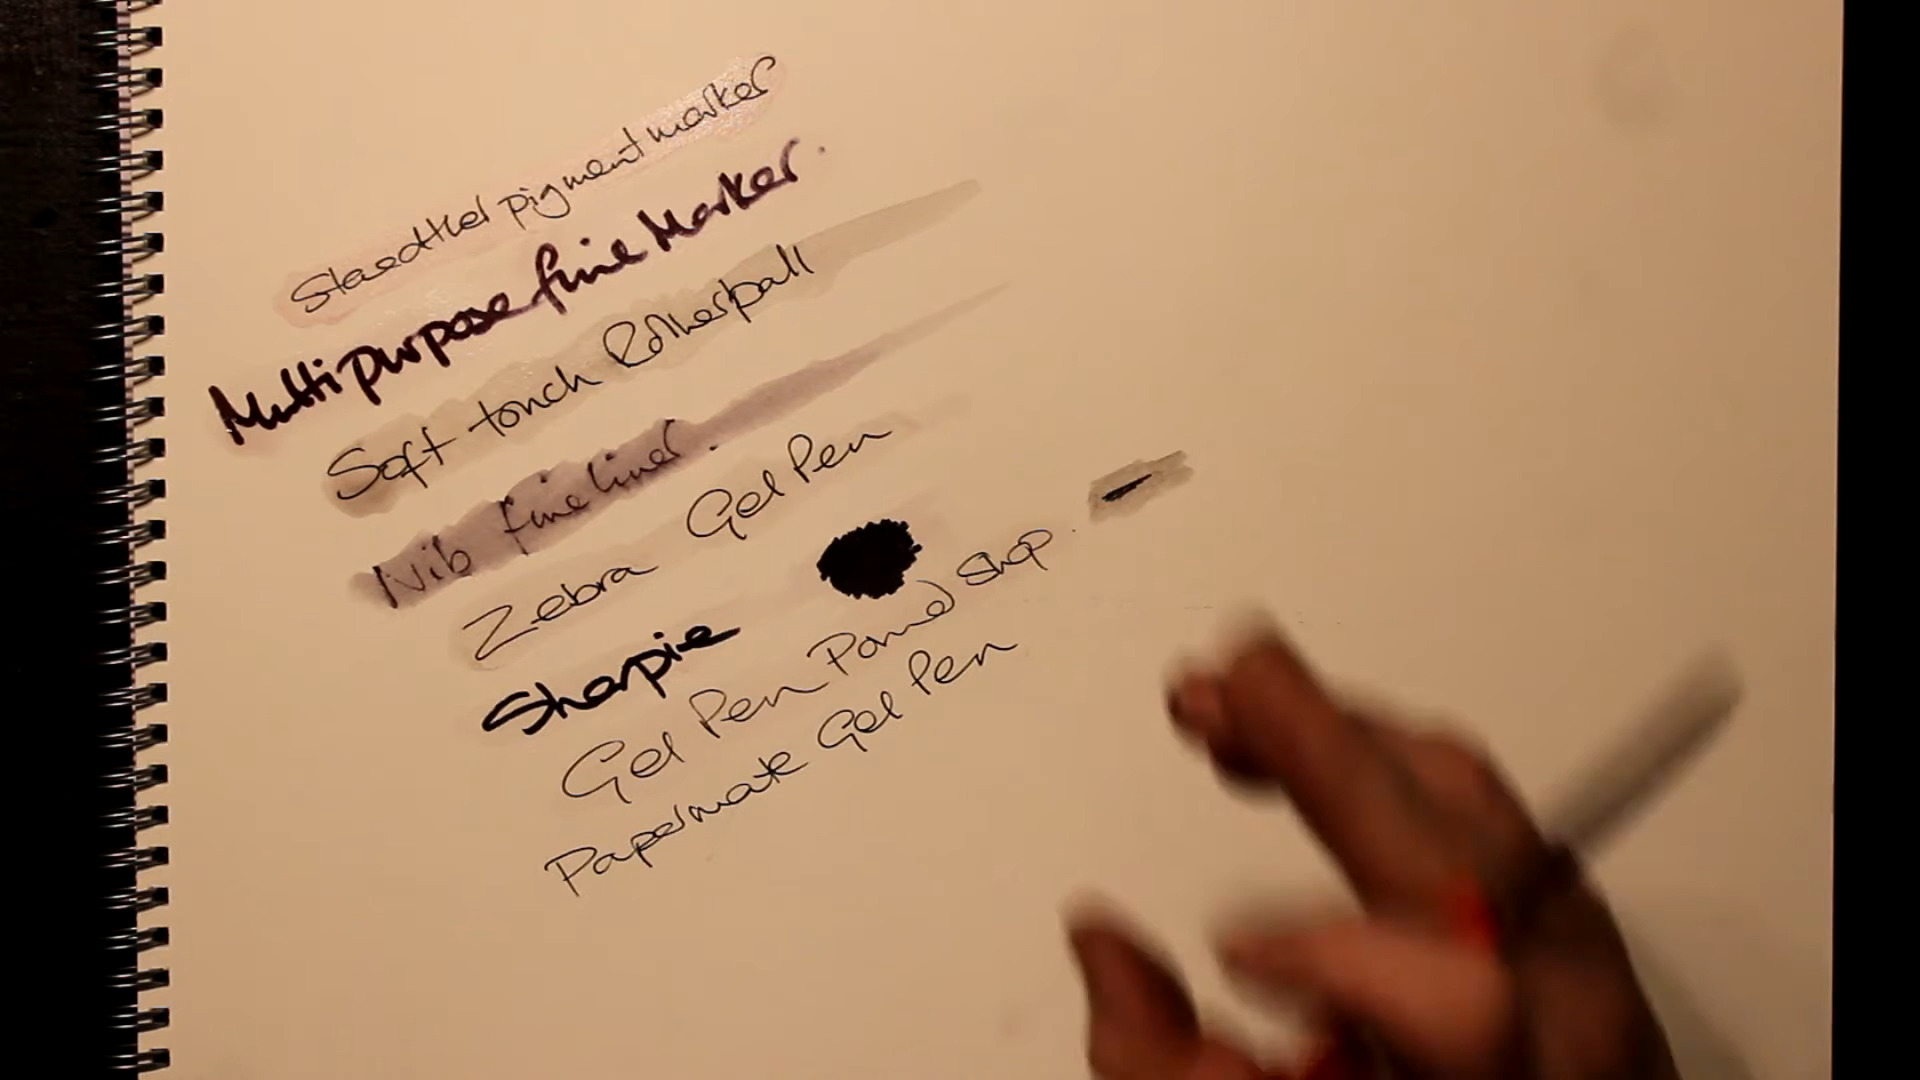 Staedtler pigment marker
Multipurpose fine Marker.
Soft touch Rollerball
Nib fineliner.
Zebra Gel Pen
Sharpie
Gel Pen Pound Shop.
Papermate Gel Pen